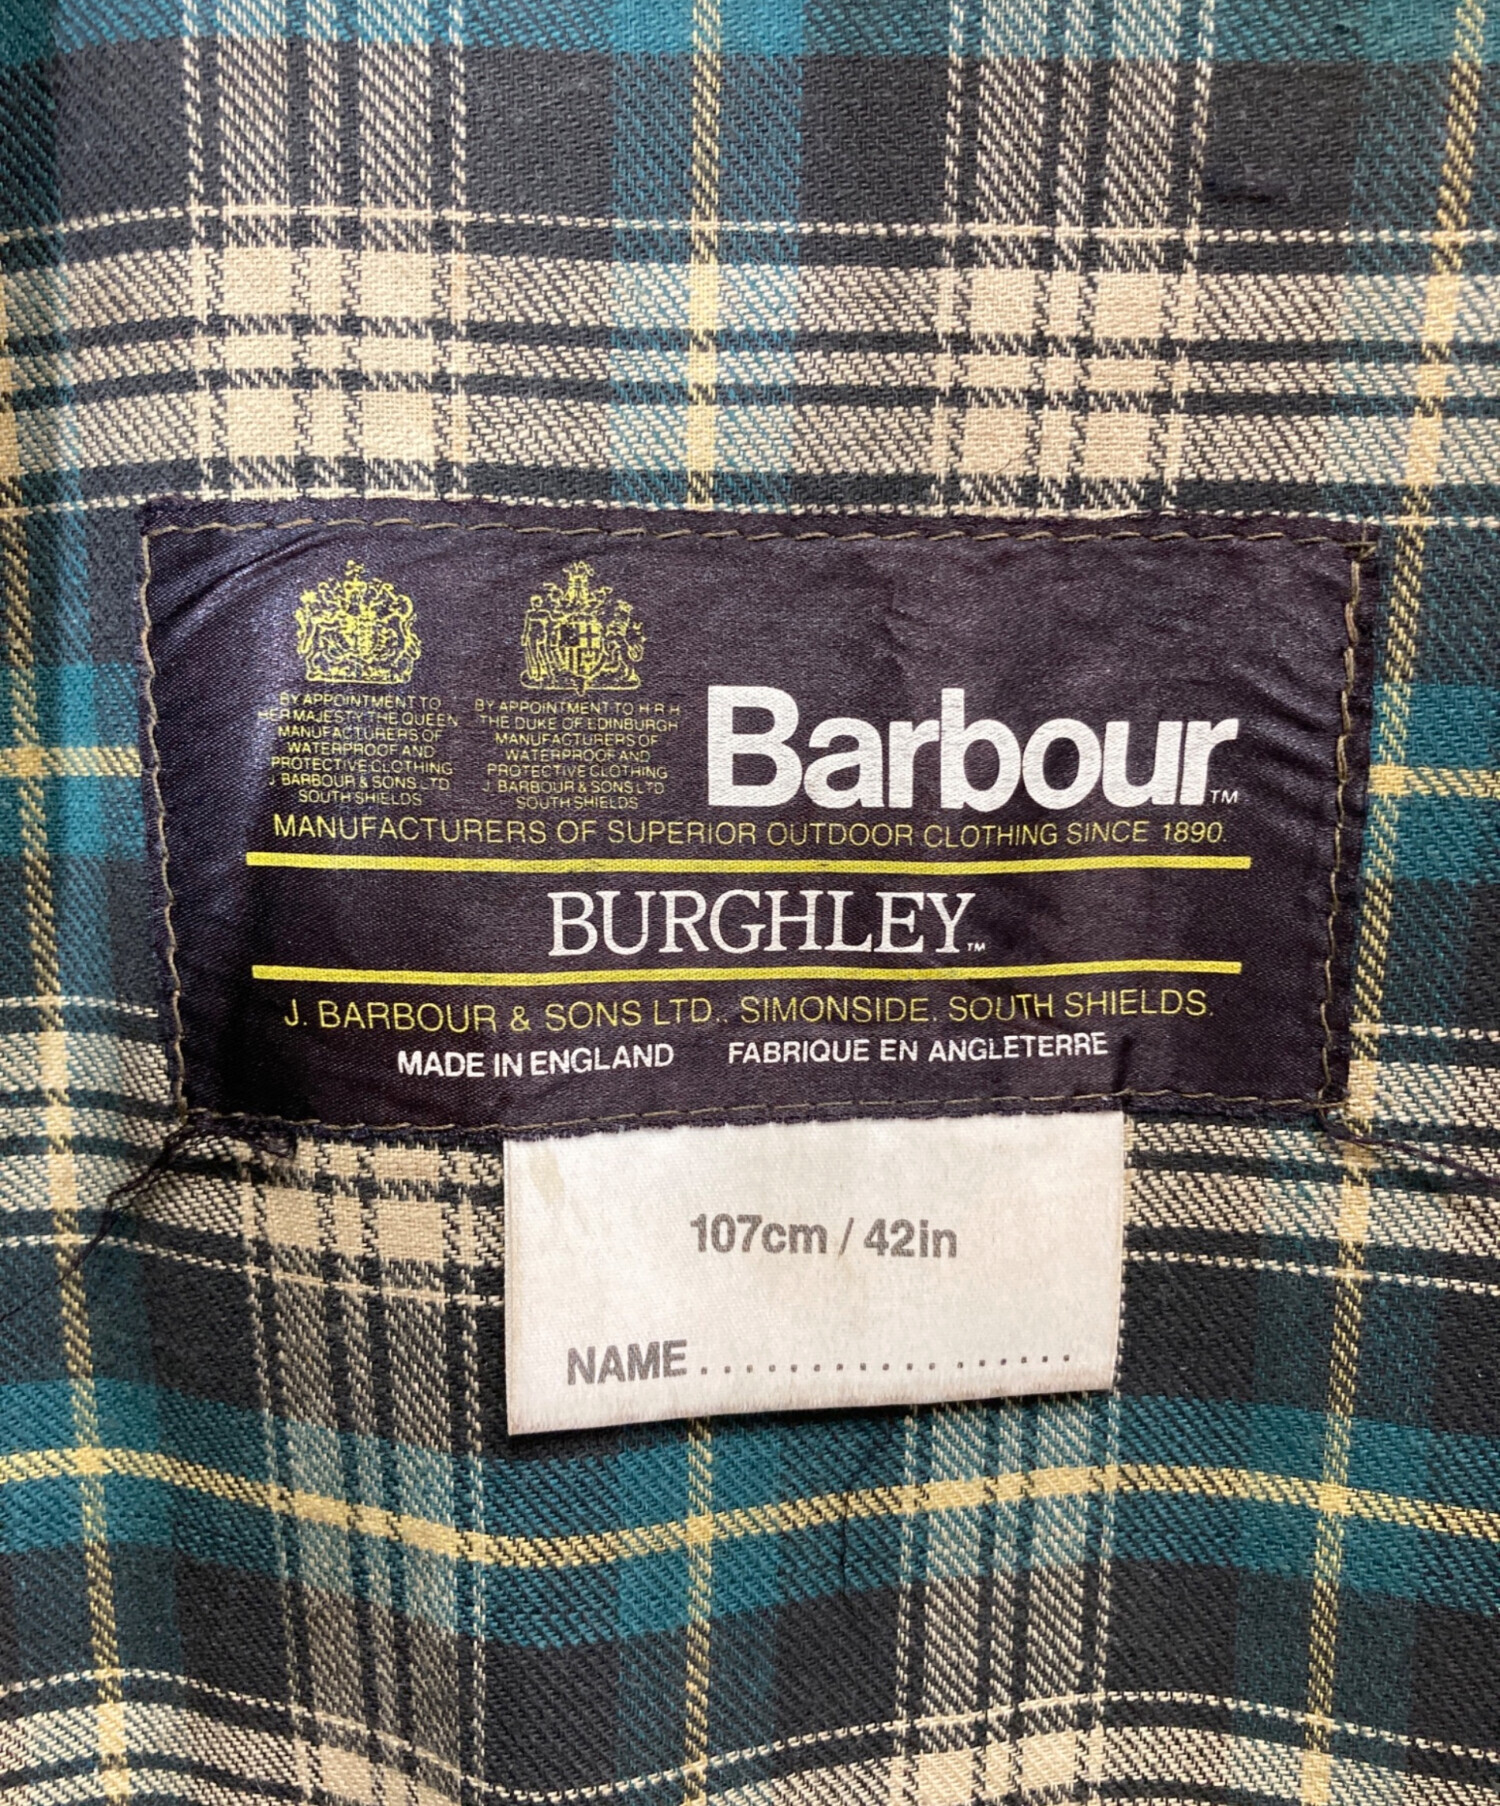 BY APPOINTMENT TO
HER MAJESTY THE QUEEN
MANUFACTURERS OF
WATERPROOF AND
PROTECTIVE CLOTHING
J. BARBOUR & SONS LTD
SOUTH SHIELDS
BY APPOINTMENT TO H R H
THE DUKE OF EDINBURGH
MANUFACTURERS OF
WATERPROOF AND
PROTECTIVE CLOTHING
J. BARBOUR & SONS LTD
SOUTH SHIELDS
Barbour™
MANUFACTURERS OF SUPERIOR OUTDOOR CLOTHING SINCE 1890.
BURGHLEY™
J. BARBOUR & SONS LTD., SIMONSIDE, SOUTH SHIELDS.
MADE IN ENGLAND FABRIQUE EN ANGLETERRE
107cm / 42in
NAME....................